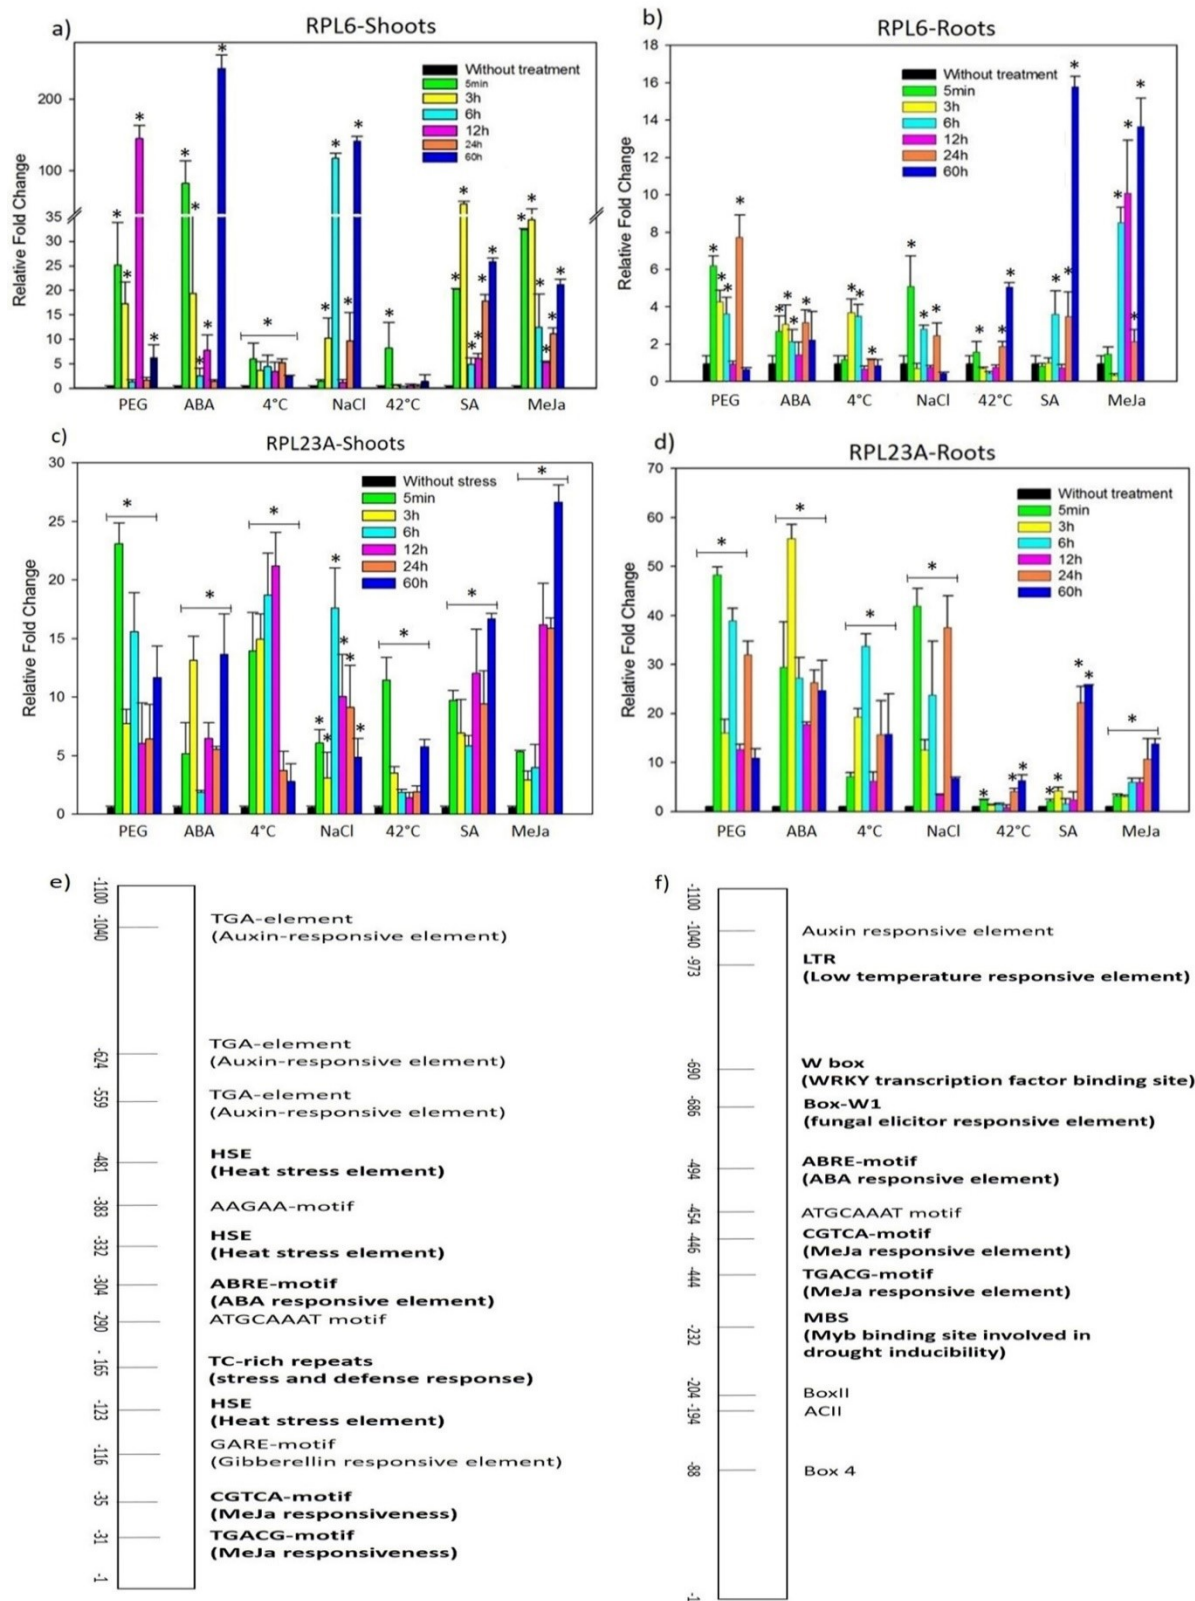 a)
RPL6-Shoots
Relative Fold Change
200
100
35
30
25
20
15
10
5
0
Without treatment
5min
3h
6h
12h
24h
60h
PEG ABA 4°C NaCl 42°C SA MeJa
b)
RPL6-Roots
Relative Fold Change
18
16
14
12
10
8
6
4
2
0
Without treatment
5min
3h
6h
12h
24h
60h
PEG ABA 4°C NaCl 42°C SA MeJa
c)
RPL23A-Shoots
Relative Fold Change
30
25
20
15
10
5
0
Without stress
5min
3h
6h
12h
24h
60h
PEG ABA 4°C NaCl 42°C SA MeJa
d)
RPL23A-Roots
Relative Fold Change
70
60
50
40
30
20
10
0
Without treatment
5min
3h
6h
12h
24h
60h
PEG ABA 4°C NaCl 42°C SA MeJa
e)
-1100
-1040
TGA-element
(Auxin-responsive element)
-624
TGA-element
(Auxin-responsive element)
-559
TGA-element
(Auxin-responsive element)
-481
HSE
(Heat stress element)
-383
AAGAA-motif
-332
HSE
(Heat stress element)
-304
ABRE-motif
(ABA responsive element)
-290
ATGCAAAT motif
-165
TC-rich repeats
(stress and defense response)
-123
HSE
(Heat stress element)
-116
GARE-motif
(Gibberellin responsive element)
-35
CGTCA-motif
(MeJa responsiveness)
-31
TGACG-motif
(MeJa responsiveness)
-1
f)
-1100
-1040
Auxin responsive element
-973
LTR
(Low temperature responsive element)
-690
W box
(WRKY transcription factor binding site)
-686
Box-W1
(fungal elicitor responsive element)
-494
ABRE-motif
(ABA responsive element)
-454
ATGCAAAT motif
-446
CGTCA-motif
(MeJa responsive element)
-444
TGACG-motif
(MeJa responsive element)
-232
MBS
(Myb binding site involved in
drought inducibility)
-204
BoxII
-194
ACII
-88
Box 4
-1